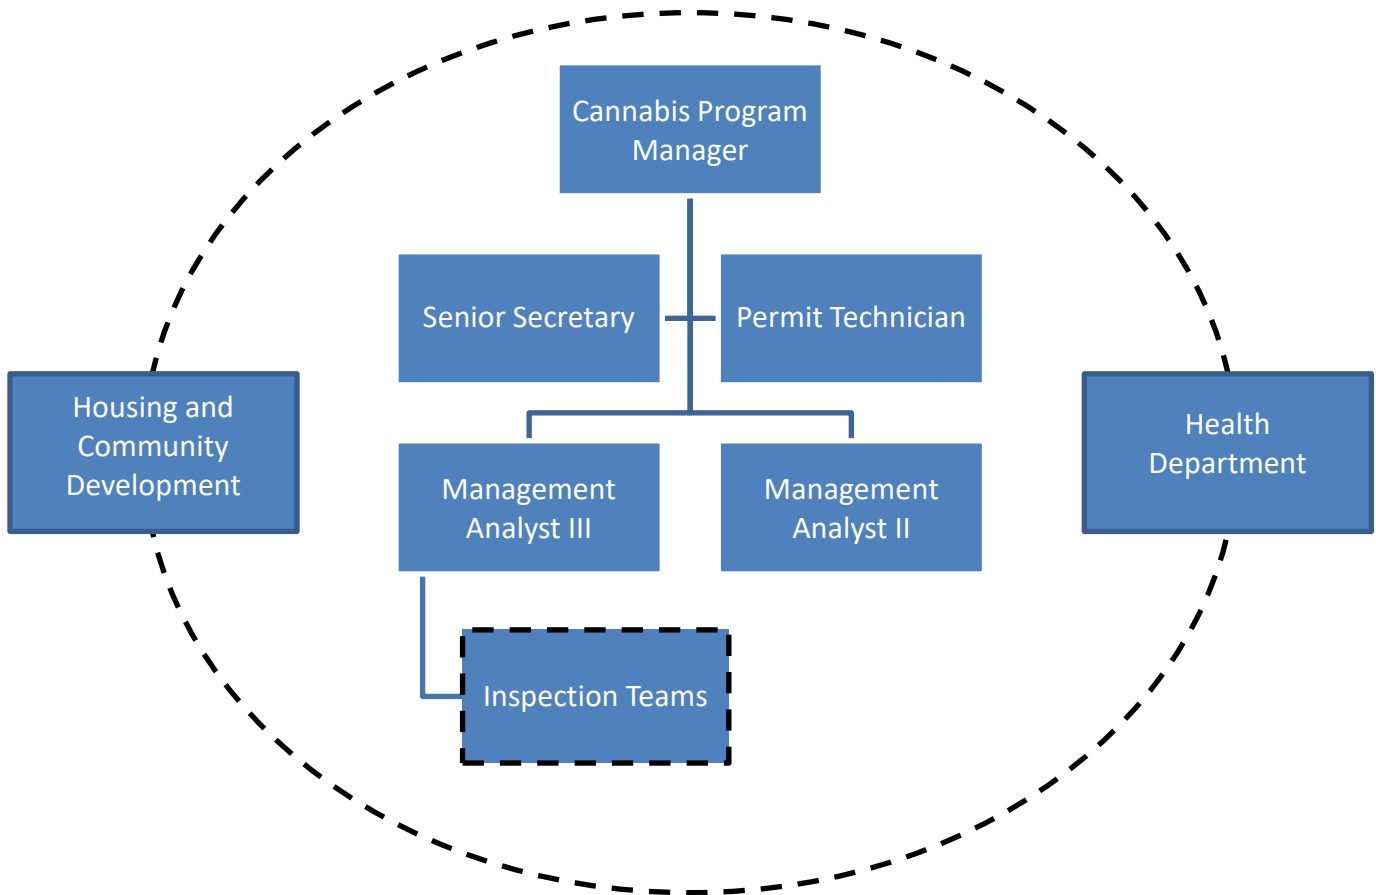 Cannabis Program
Manager
Senior Secretary
Permit Technician
Housing and
Community
Development
Health
Department
Management
Analyst III
Management
Analyst II
Inspection Teams